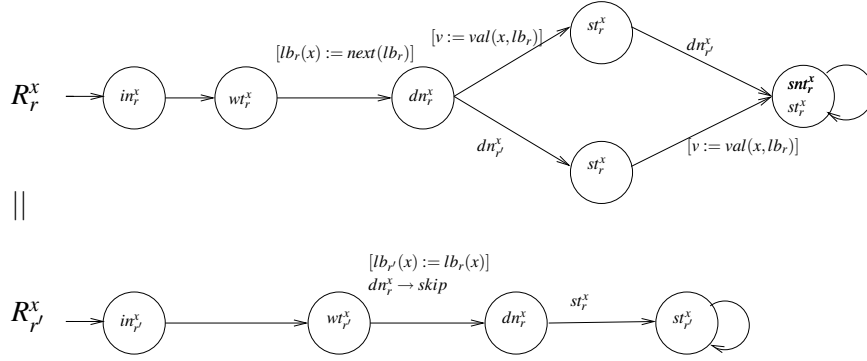 st_r^x
[v := val(x, lb_r)]
[lb_r(x) := next(lb_r)]
dn_{r'}^x
R_r^x
in_r^x
wt_r^x
dn_r^x
snt_r^x
st_r^x
dn_{r'}^x
[v := val(x, lb_r)]
st_r^x
||
[lb_{r'}(x) := lb_r(x)]
dn_r^x → skip
R_{r'}^x
in_{r'}^x
wt_{r'}^x
dn_r^x
st_r^x
st_{r'}^x